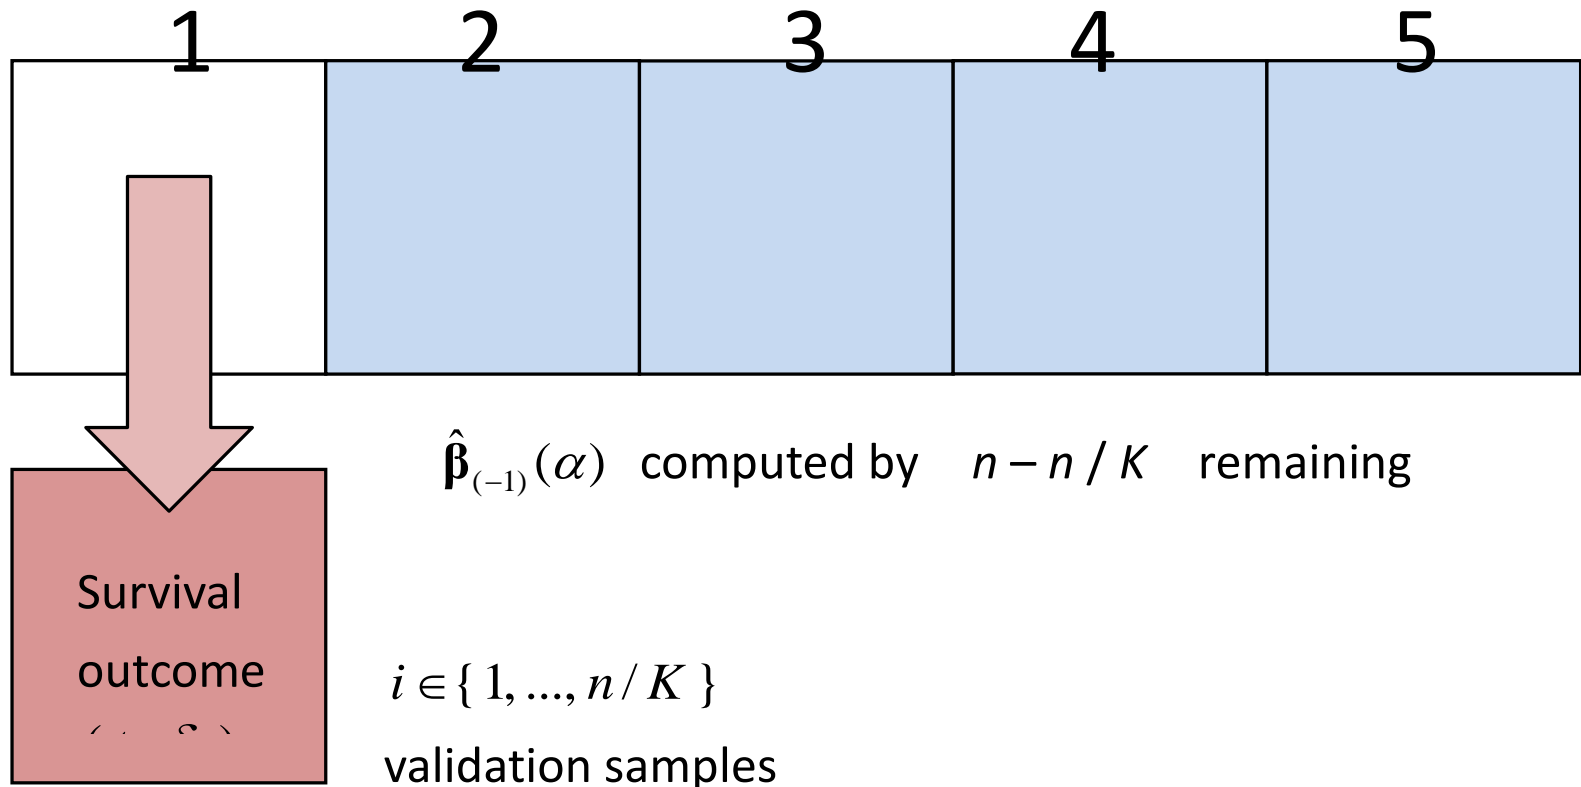 1 2 3 4 5
β̂₍₋₁₎(α) computed by n – n / K remaining
Survival
outcome
i ∈ { 1, ..., n / K }
validation samples